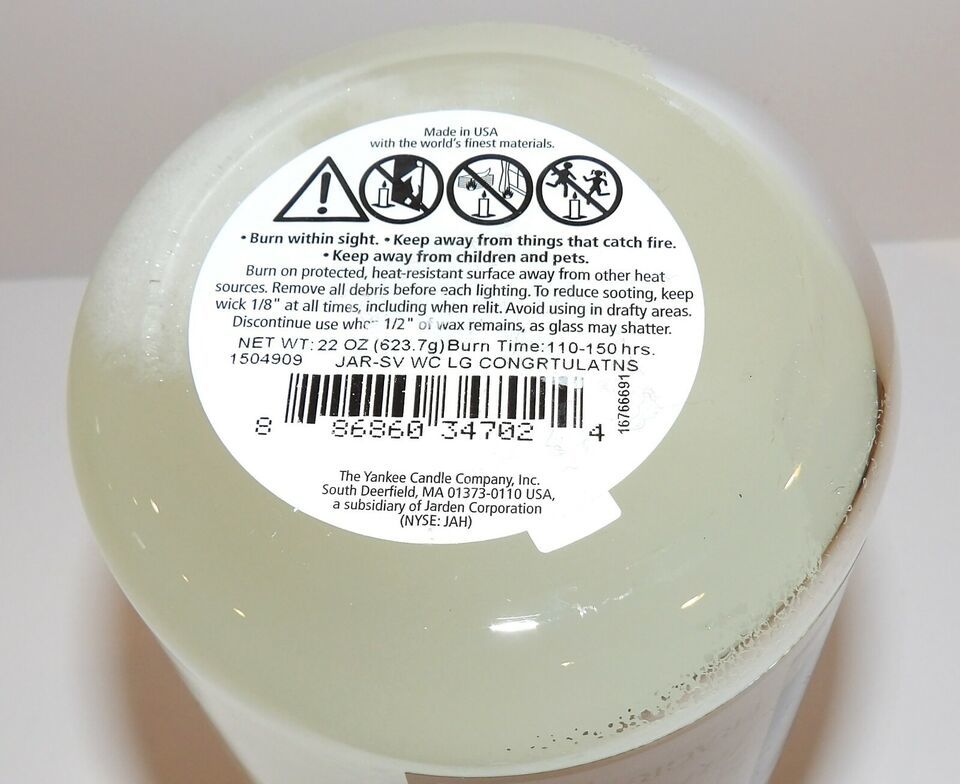 Made in USA
with the world's finest materials.
• Burn within sight. • Keep away from things that catch fire.
• Keep away from children and pets.
Burn on protected, heat-resistant surface away from other heat
sources. Remove all debris before each lighting. To reduce sooting, keep
wick 1/8" at all times, including when relit. Avoid using in drafty areas.
Discontinue use when 1/2" of wax remains, as glass may shatter.
NET WT: 22 OZ (623.7g) Burn Time: 110-150 hrs.
1504909 JAR-SV WC LG CONGRTULATNS
8 86860 34702 4
16766691
The Yankee Candle Company, Inc.
South Deerfield, MA 01373-0110 USA,
a subsidiary of Jarden Corporation
(NYSE: JAH)